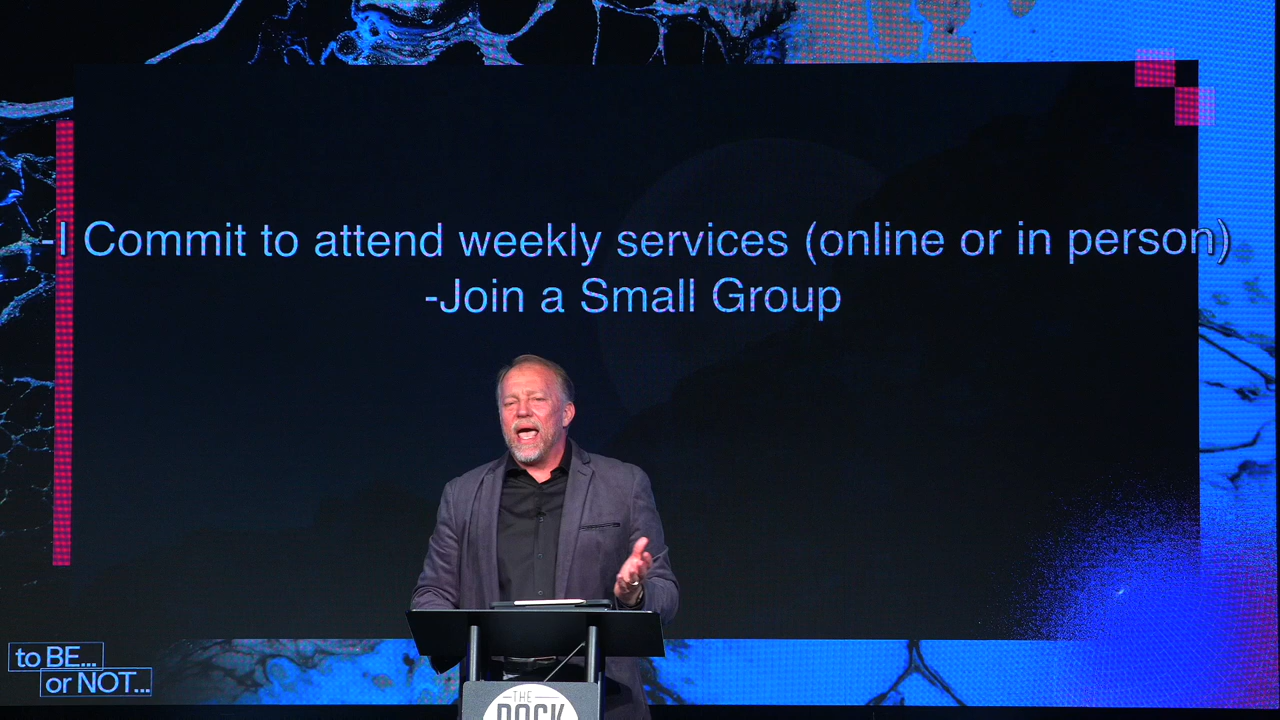 -I Commit to attend weekly services (online or in person)
-Join a Small Group
to BE...
or NOT...
THE